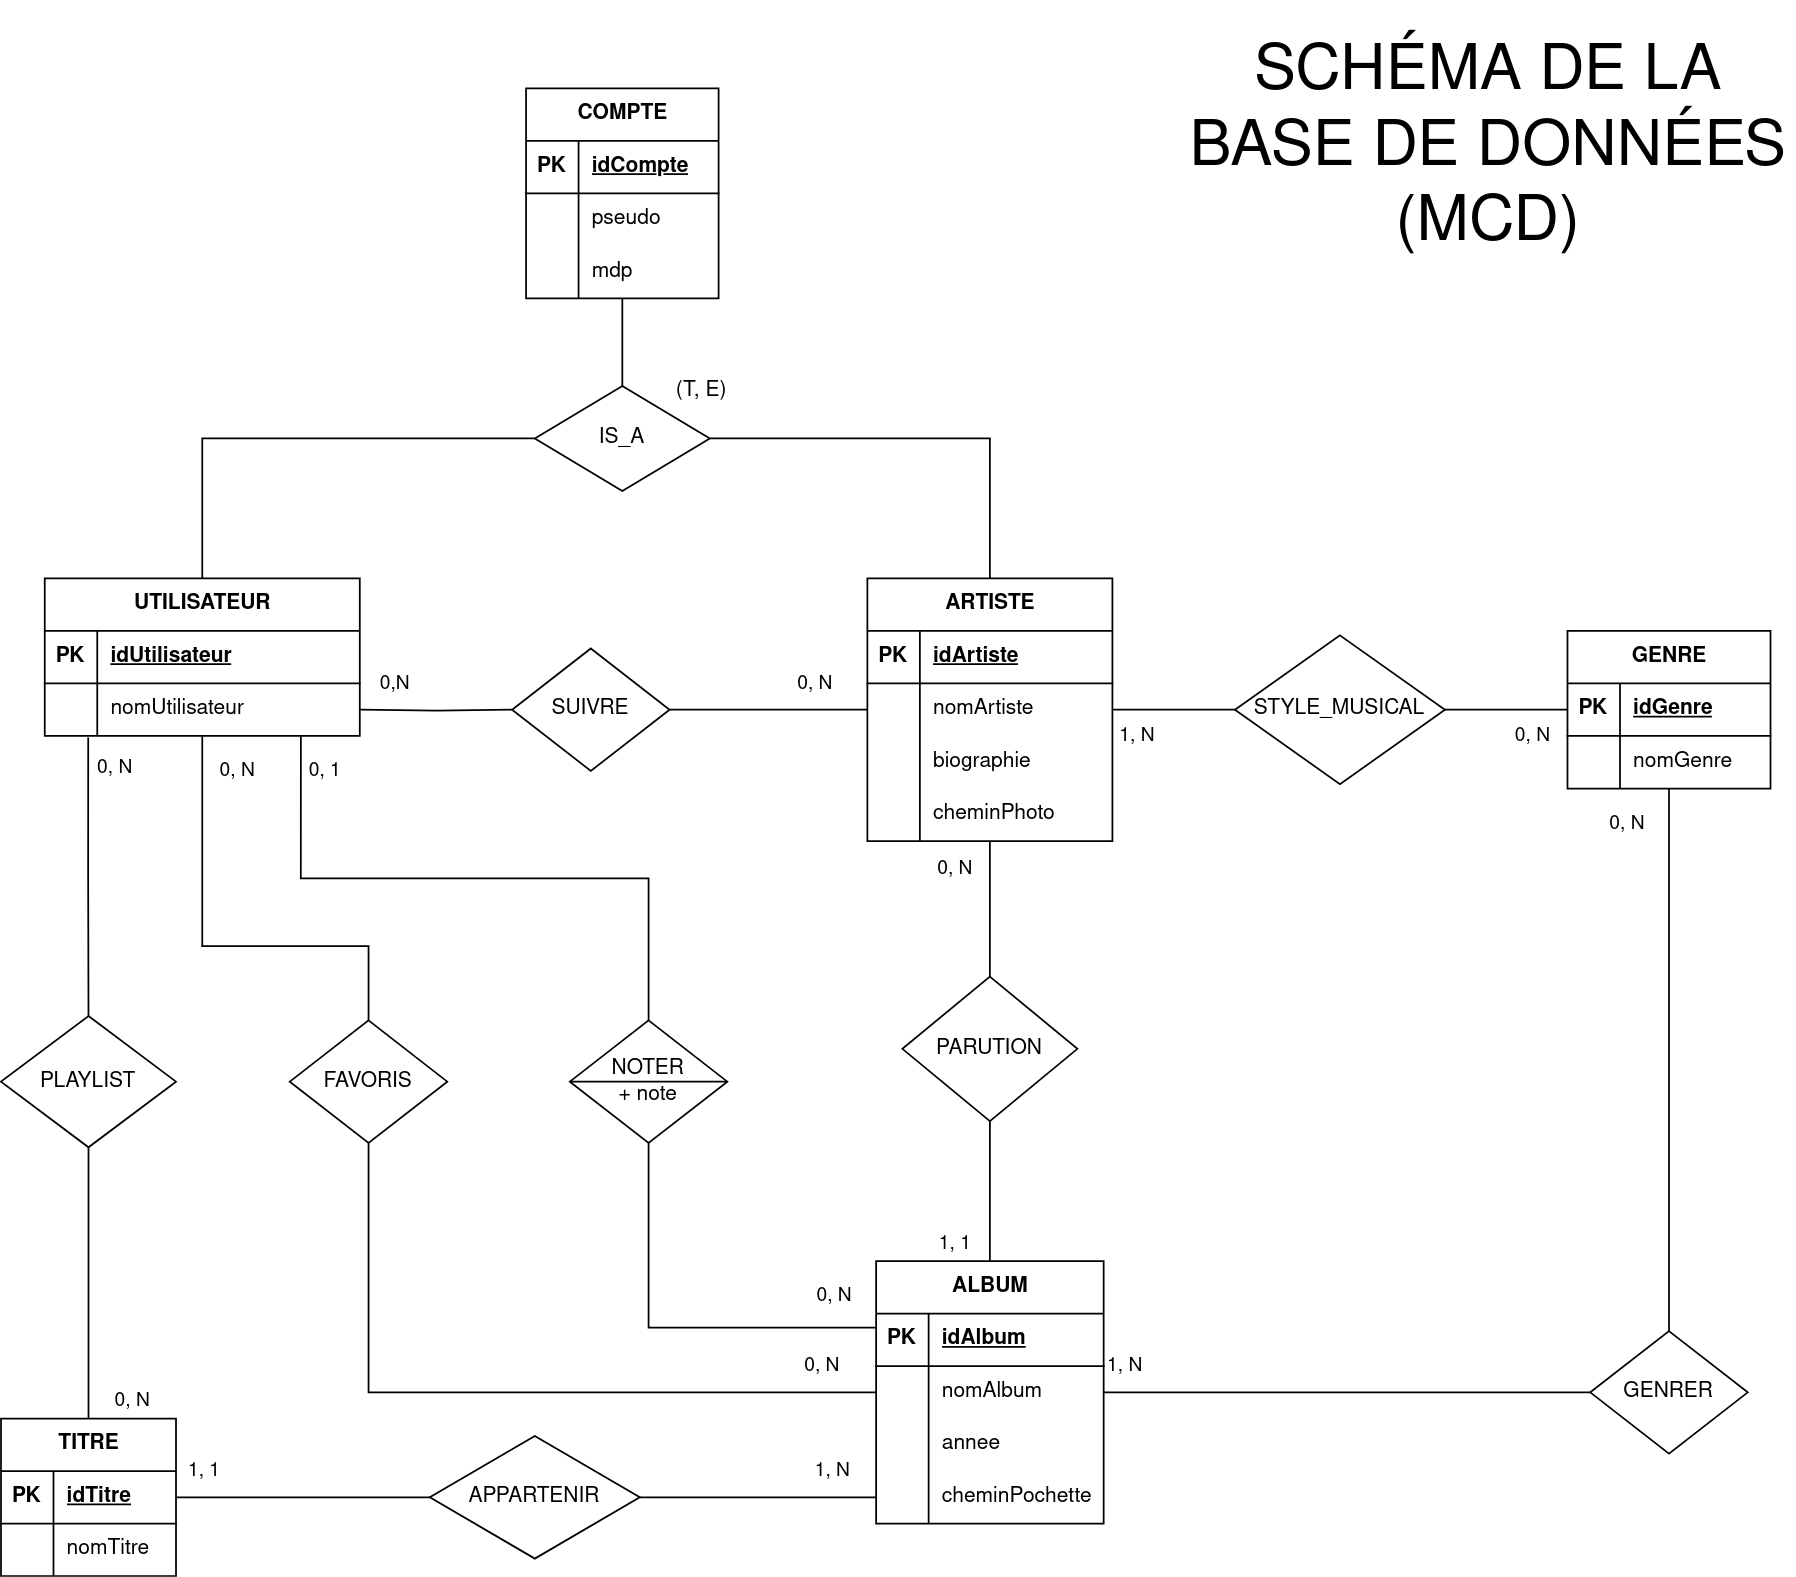 SCHÉMA DE LA
BASE DE DONNÉES
(MCD)
COMPTE
PK idCompte
pseudo
mdp
(T, E)
IS_A
UTILISATEUR
PK idUtilisateur
nomUtilisateur
0,N
SUIVRE
0, N
ARTISTE
PK idArtiste
nomArtiste
biographie
cheminPhoto
1, N
STYLE_MUSICAL
0, N
GENRE
PK idGenre
nomGenre
0, N
0, N
0, 1
0, N
0, N
PLAYLIST
FAVORIS
NOTER
+ note
PARUTION
1, 1
0, N
0, N
ALBUM
PK idAlbum
nomAlbum
annee
cheminPochette
1, N
GENRER
0, N
TITRE
PK idTitre
nomTitre
1, 1
APPARTENIR
1, N